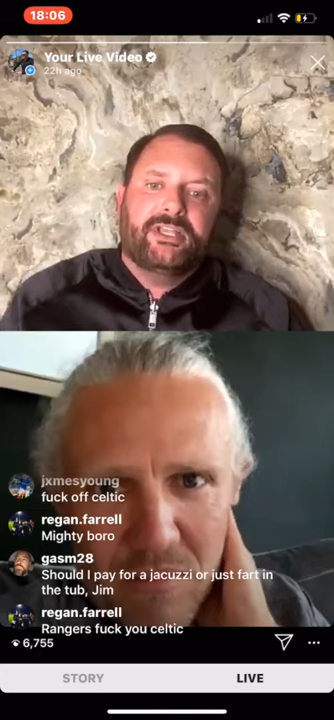 18:06
Your Live Video
22h ago
jxmesyoung
fuck off celtic
regan.farrell
Mighty boro
gasm28
Should I pay for a jacuzzi or just fart in
the tub, Jim
regan.farrell
Rangers fuck you celtic
6,755
STORY LIVE